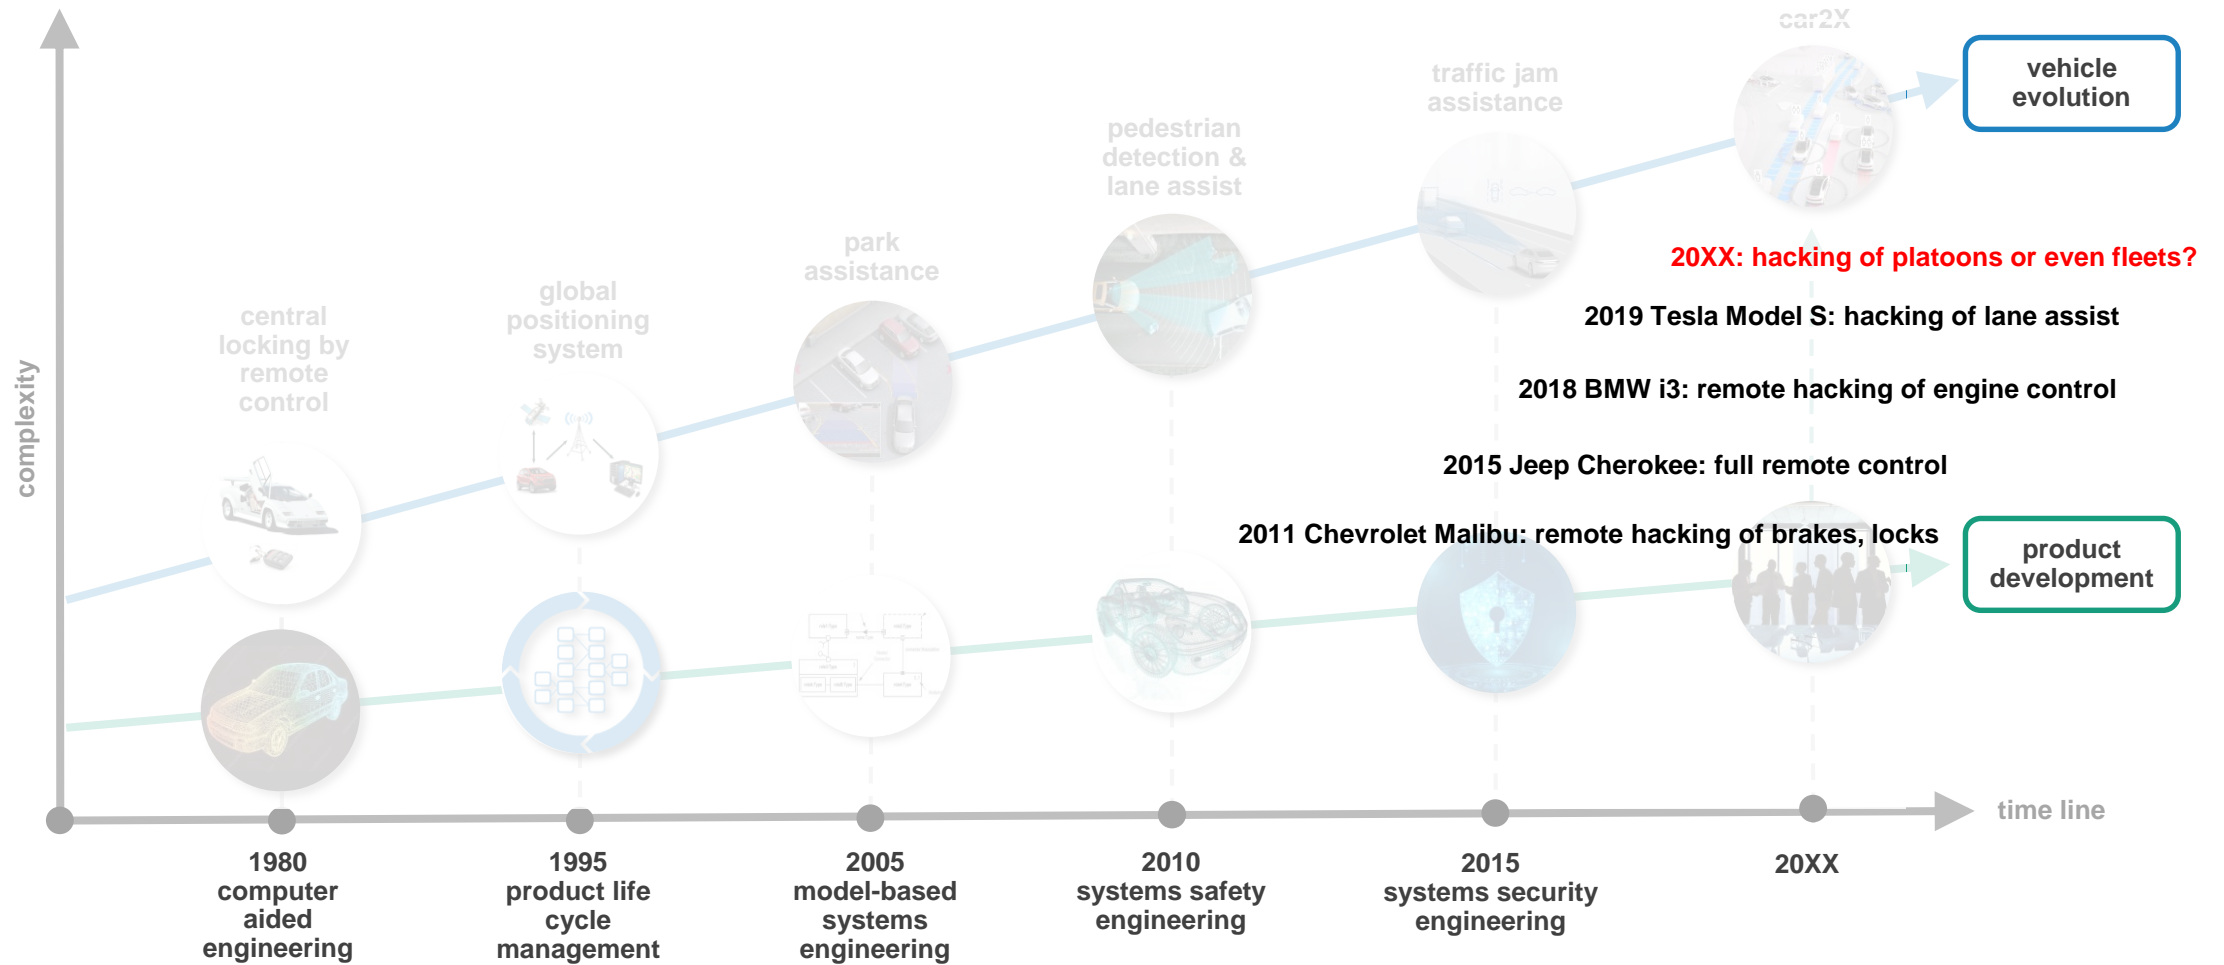 car2X
vehicle
evolution
traffic jam
assistance
pedestrian
detection &
lane assist
park
assistance
global
positioning
system
central
locking by
remote
control
complexity
20XX: hacking of platoons or even fleets?
2019 Tesla Model S: hacking of lane assist
2018 BMW i3: remote hacking of engine control
2015 Jeep Cherokee: full remote control
2011 Chevrolet Malibu: remote hacking of brakes, locks
product
development
time line
1980
computer
aided
engineering
1995
product life
cycle
management
2005
model-based
systems
engineering
2010
systems safety
engineering
2015
systems security
engineering
20XX